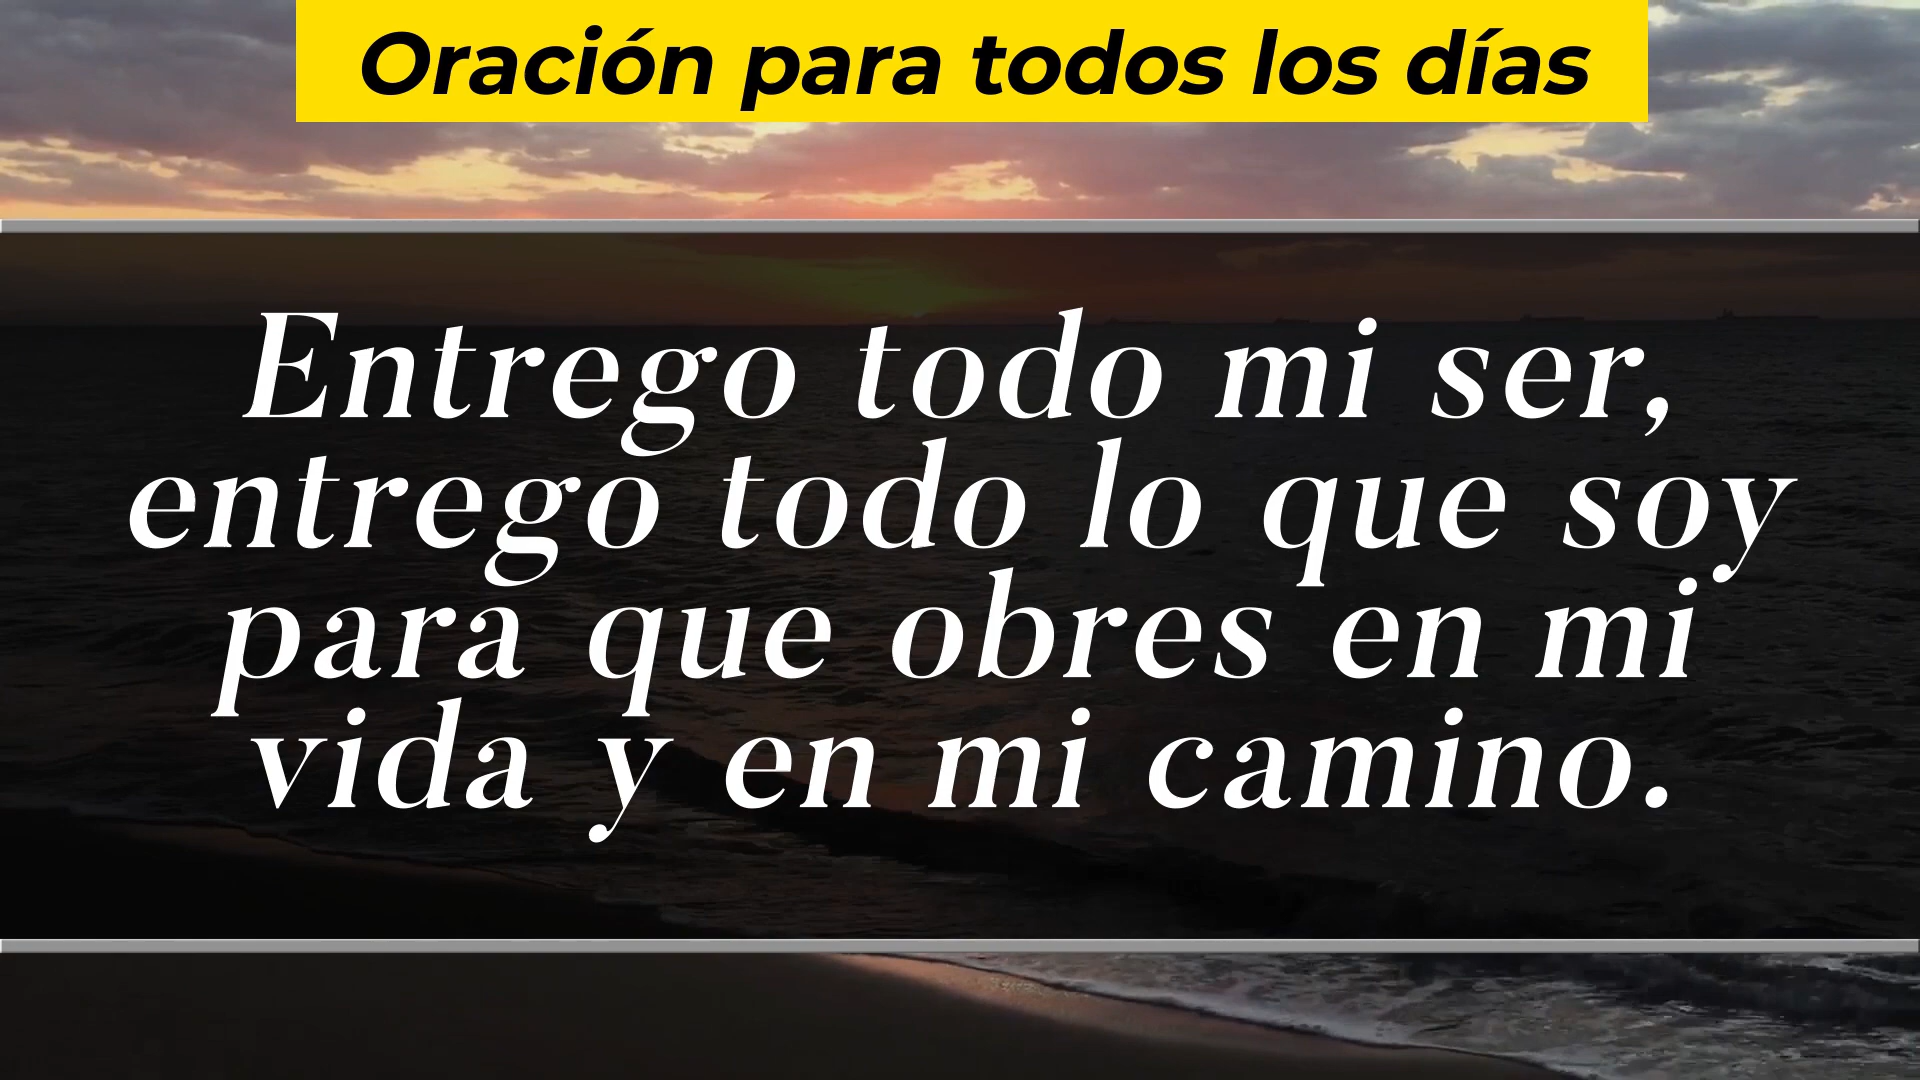 Oración para todos los días
Entrego todo mi ser,
entrego todo lo que soy
para que obres en mi
vida y en mi camino.